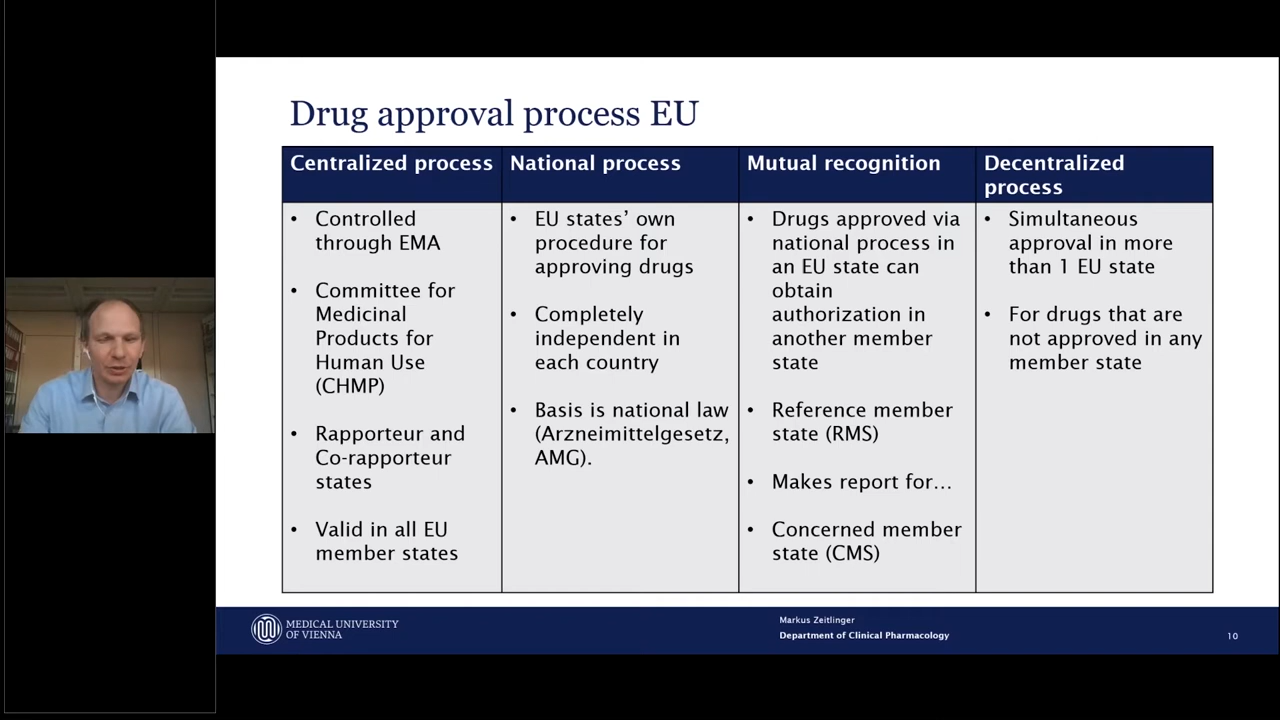 Drug approval process EU
Centralized process
National process
Mutual recognition
Decentralized
process
• Controlled
through EMA
• Committee for
Medicinal
Products for
Human Use
(CHMP)
• Rapporteur and
Co-rapporteur
states
• Valid in all EU
member states
• EU states’ own
procedure for
approving drugs
• Completely
independent in
each country
• Basis is national law
(Arzneimittelgesetz,
AMG).
• Drugs approved via
national process in
an EU state can
obtain
authorization in
another member
state
• Reference member
state (RMS)
• Makes report for…
• Concerned member
state (CMS)
• Simultaneous
approval in more
than 1 EU state
• For drugs that are
not approved in any
member state
MEDICAL UNIVERSITY
OF VIENNA
Markus Zeitlinger
Department of Clinical Pharmacology
10